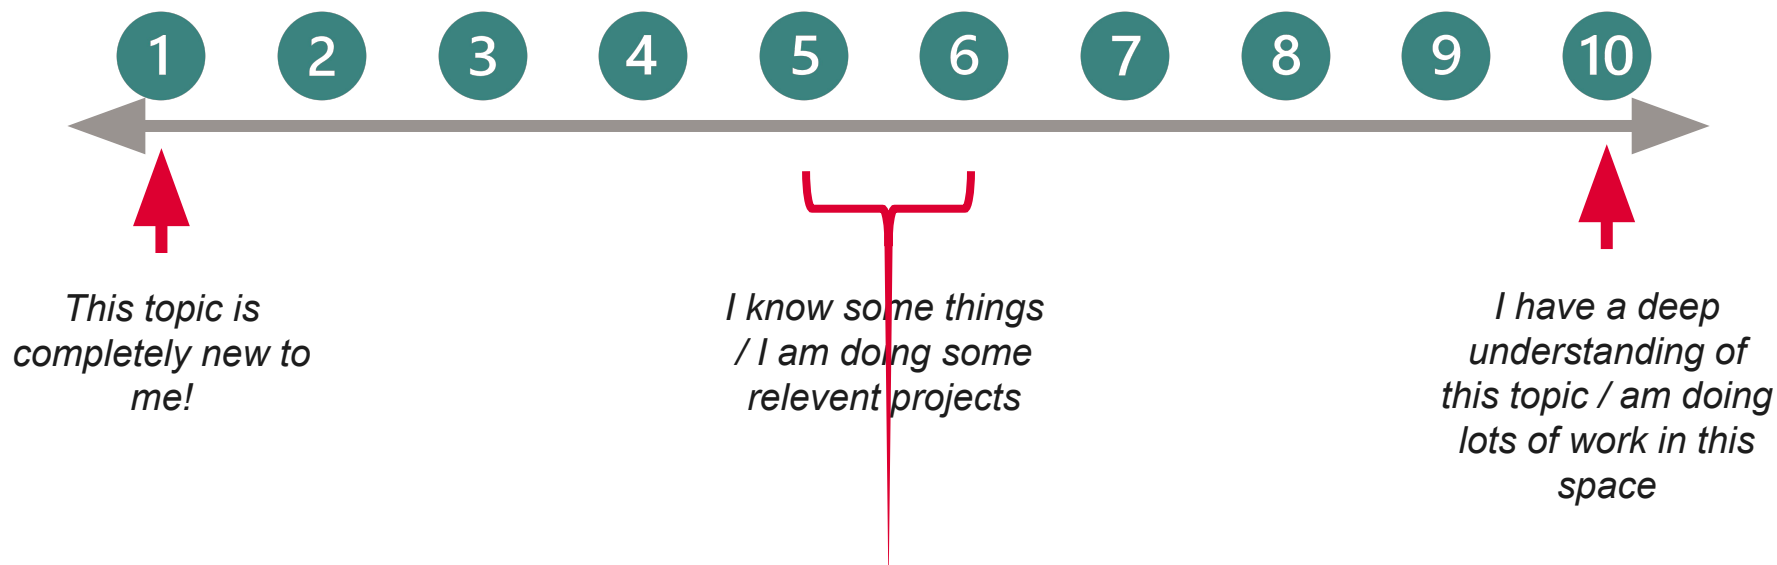 1 2 3 4 5 6 7 8 9 10
This topic is
completely new to
me!
I know some things
/ I am doing some
relevent projects
I have a deep
understanding of
this topic / am doing
lots of work in this
space